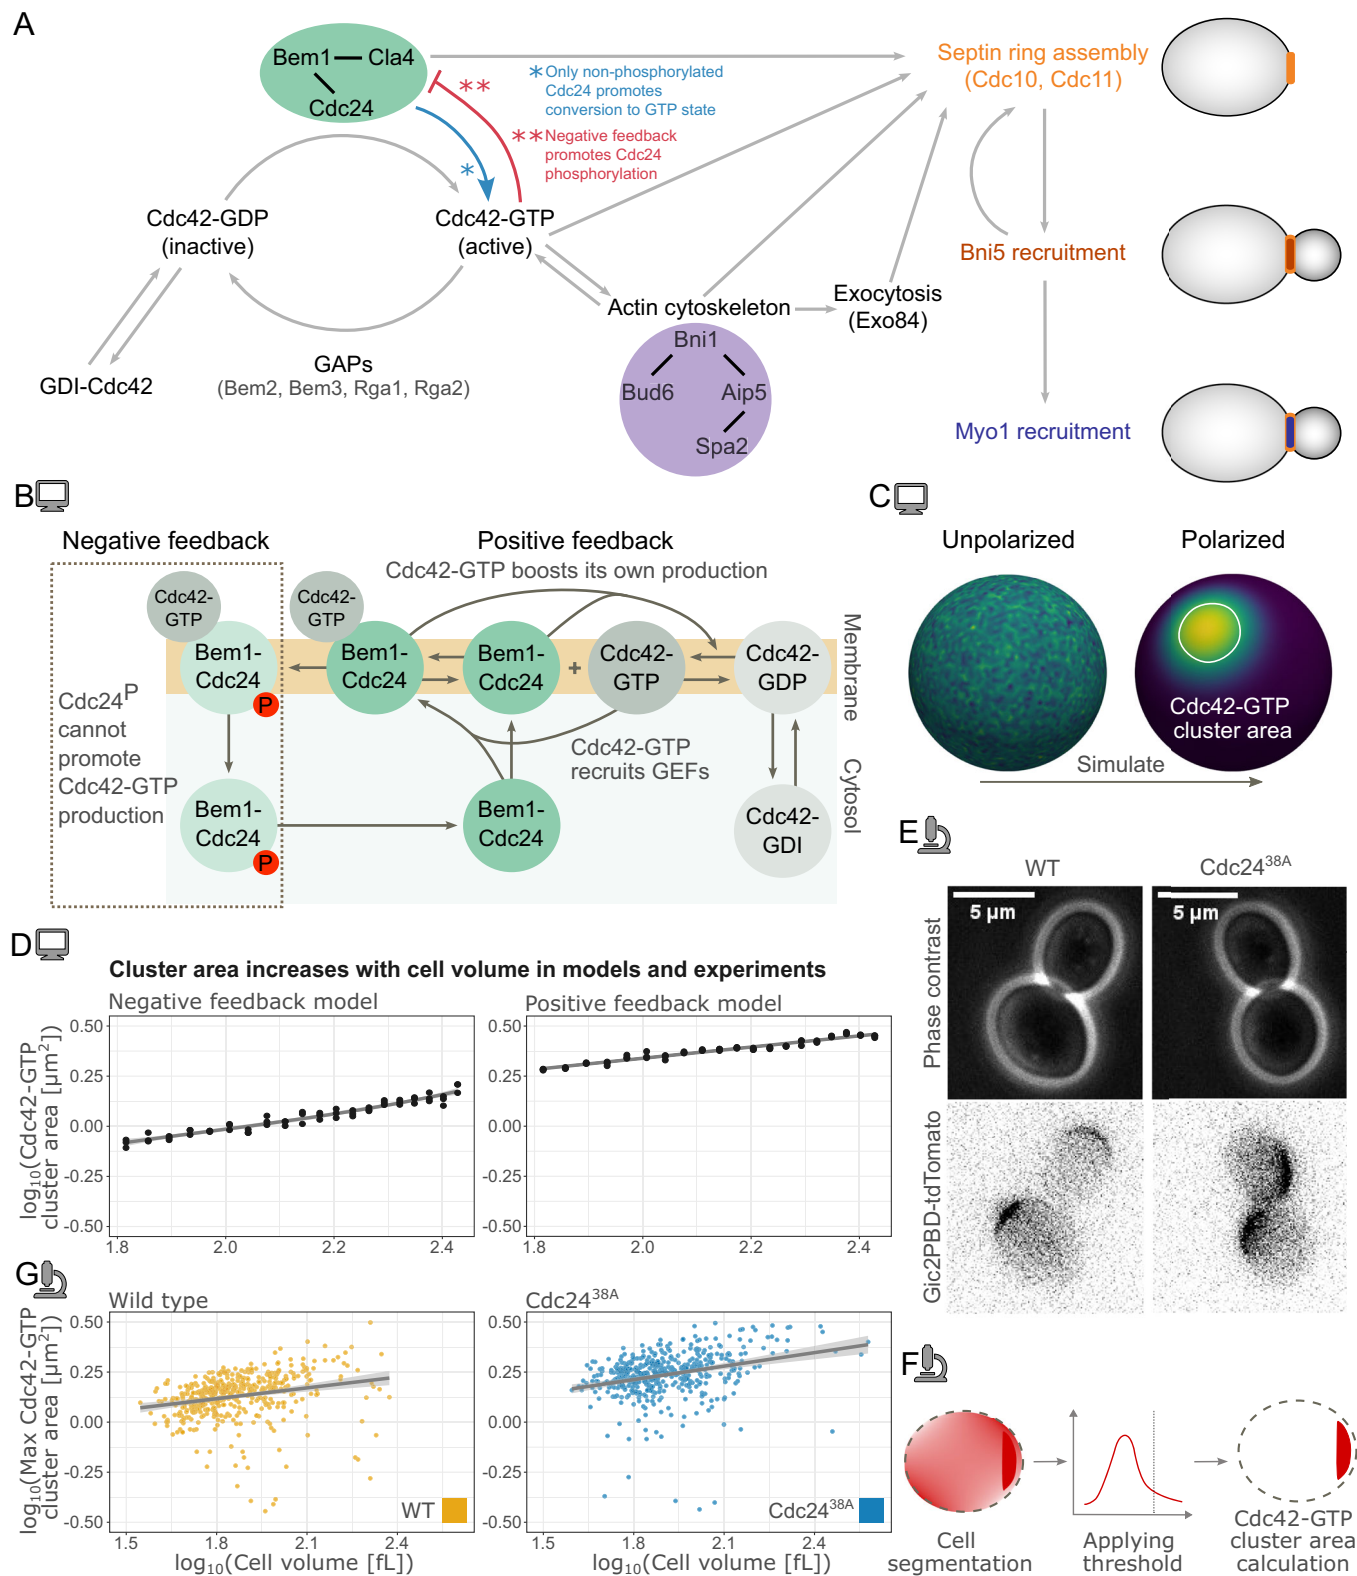 A
Bem1
Cla4
Cdc24
*
**
* Only non-phosphorylated
Cdc24 promotes
conversion to GTP state
** Negative feedback
promotes Cdc24
phosphorylation
Septin ring assembly
(Cdc10, Cdc11)
Cdc42-GDP
(inactive)
Cdc42-GTP
(active)
Bni5 recruitment
GDI-Cdc42
GAPs
(Bem2, Bem3, Rga1, Rga2)
Actin cytoskeleton
Exocytosis
(Exo84)
Bni1
Bud6
Aip5
Spa2
Myo1 recruitment
B
Negative feedback
Positive feedback
Cdc42-GTP boosts its own production
Cdc42-
GTP
Cdc42-
GTP
Bem1-
Cdc24
P
Bem1-
Cdc24
Bem1-
Cdc24
+
Cdc42-
GTP
Cdc42-
GDP
Membrane
Cdc24P
cannot
promote
Cdc42-GTP
production
Cdc42-GTP
recruits GEFs
Cytosol
Bem1-
Cdc24
P
Bem1-
Cdc24
Cdc42-
GDI
C
Unpolarized
Polarized
Cdc42-GTP
cluster area
Simulate
D
Cluster area increases with cell volume in models and experiments
Negative feedback model
Positive feedback model
log10(Cdc42-GTP
cluster area [µm²])
0.50
0.25
0.00
-0.25
-0.50
1.8
2.0
2.2
2.4
0.50
0.25
0.00
-0.25
-0.50
1.8
2.0
2.2
2.4
E
WT
Cdc24³⁸ᴬ
Phase contrast
5 µm
5 µm
Gic2PBD-tdTomato
G
Wild type
Cdc24³⁸ᴬ
log10(Max Cdc42-GTP
cluster area [µm²])
0.50
0.25
0.00
-0.25
-0.50
WT
1.5
1.8
2.1
2.4
0.50
0.25
0.00
-0.25
-0.50
Cdc24³⁸ᴬ
1.5
1.8
2.1
2.4
log10(Cell volume [fL])
log10(Cell volume [fL])
F
Cell
segmentation
Applying
threshold
Cdc42-GTP
cluster area
calculation